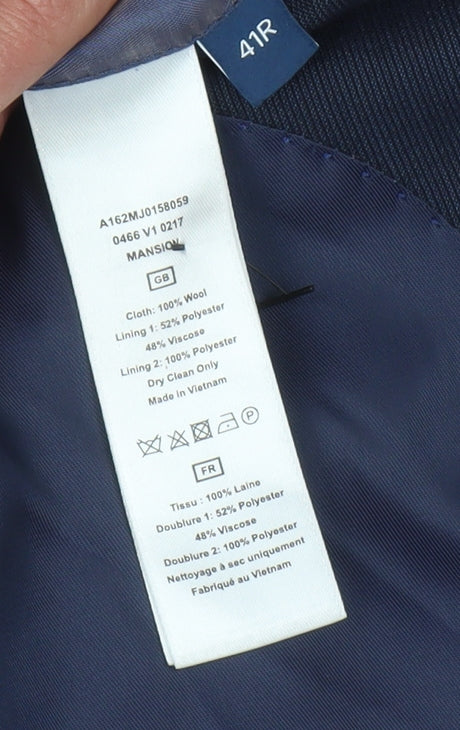 41R
A162MJ0158059
0466 V1 0217
MANSION
GB
Cloth: 100% Wool
Lining 1: 52% Polyester
48% Viscose
Lining 2: 100% Polyester
Dry Clean Only
Made in Vietnam
P
FR
Tissu : 100% Laine
Doublure 1: 52% Polyester
48% Viscose
Doublure 2: 100% Polyester
Nettoyage à sec uniquement
Fabriqué au Vietnam